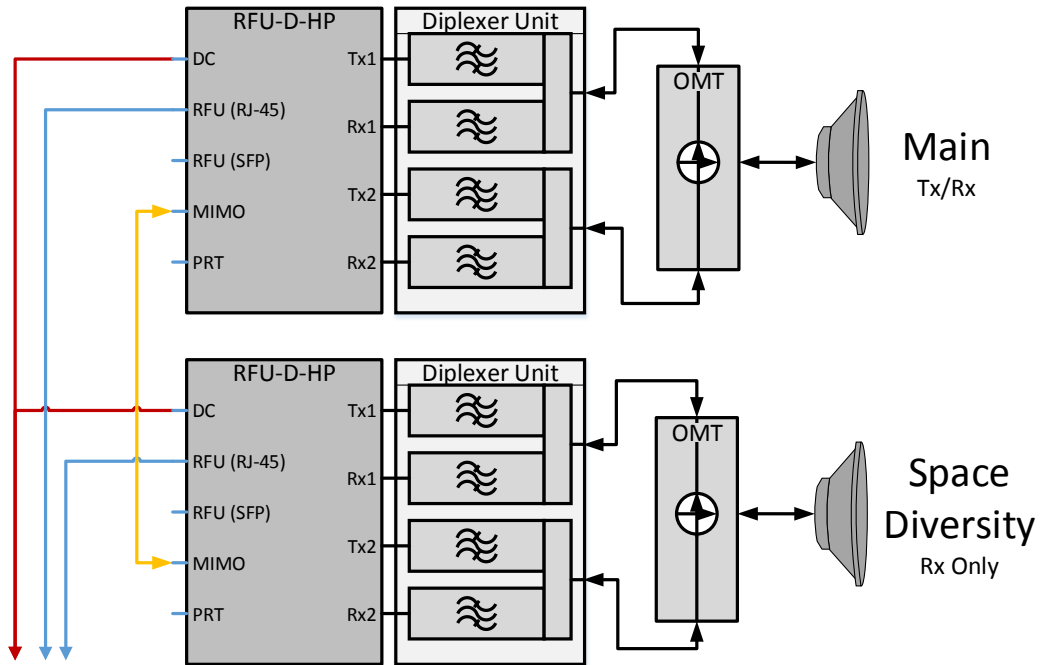 RFU-D-HP
Diplexer Unit
DC
Tx1
RFU (RJ-45)
Rx1
RFU (SFP)
Tx2
MIMO
PRT
Rx2
OMT
Main
Tx/Rx
RFU-D-HP
Diplexer Unit
DC
Tx1
RFU (RJ-45)
Rx1
RFU (SFP)
Tx2
MIMO
PRT
Rx2
OMT
Space
Diversity
Rx Only